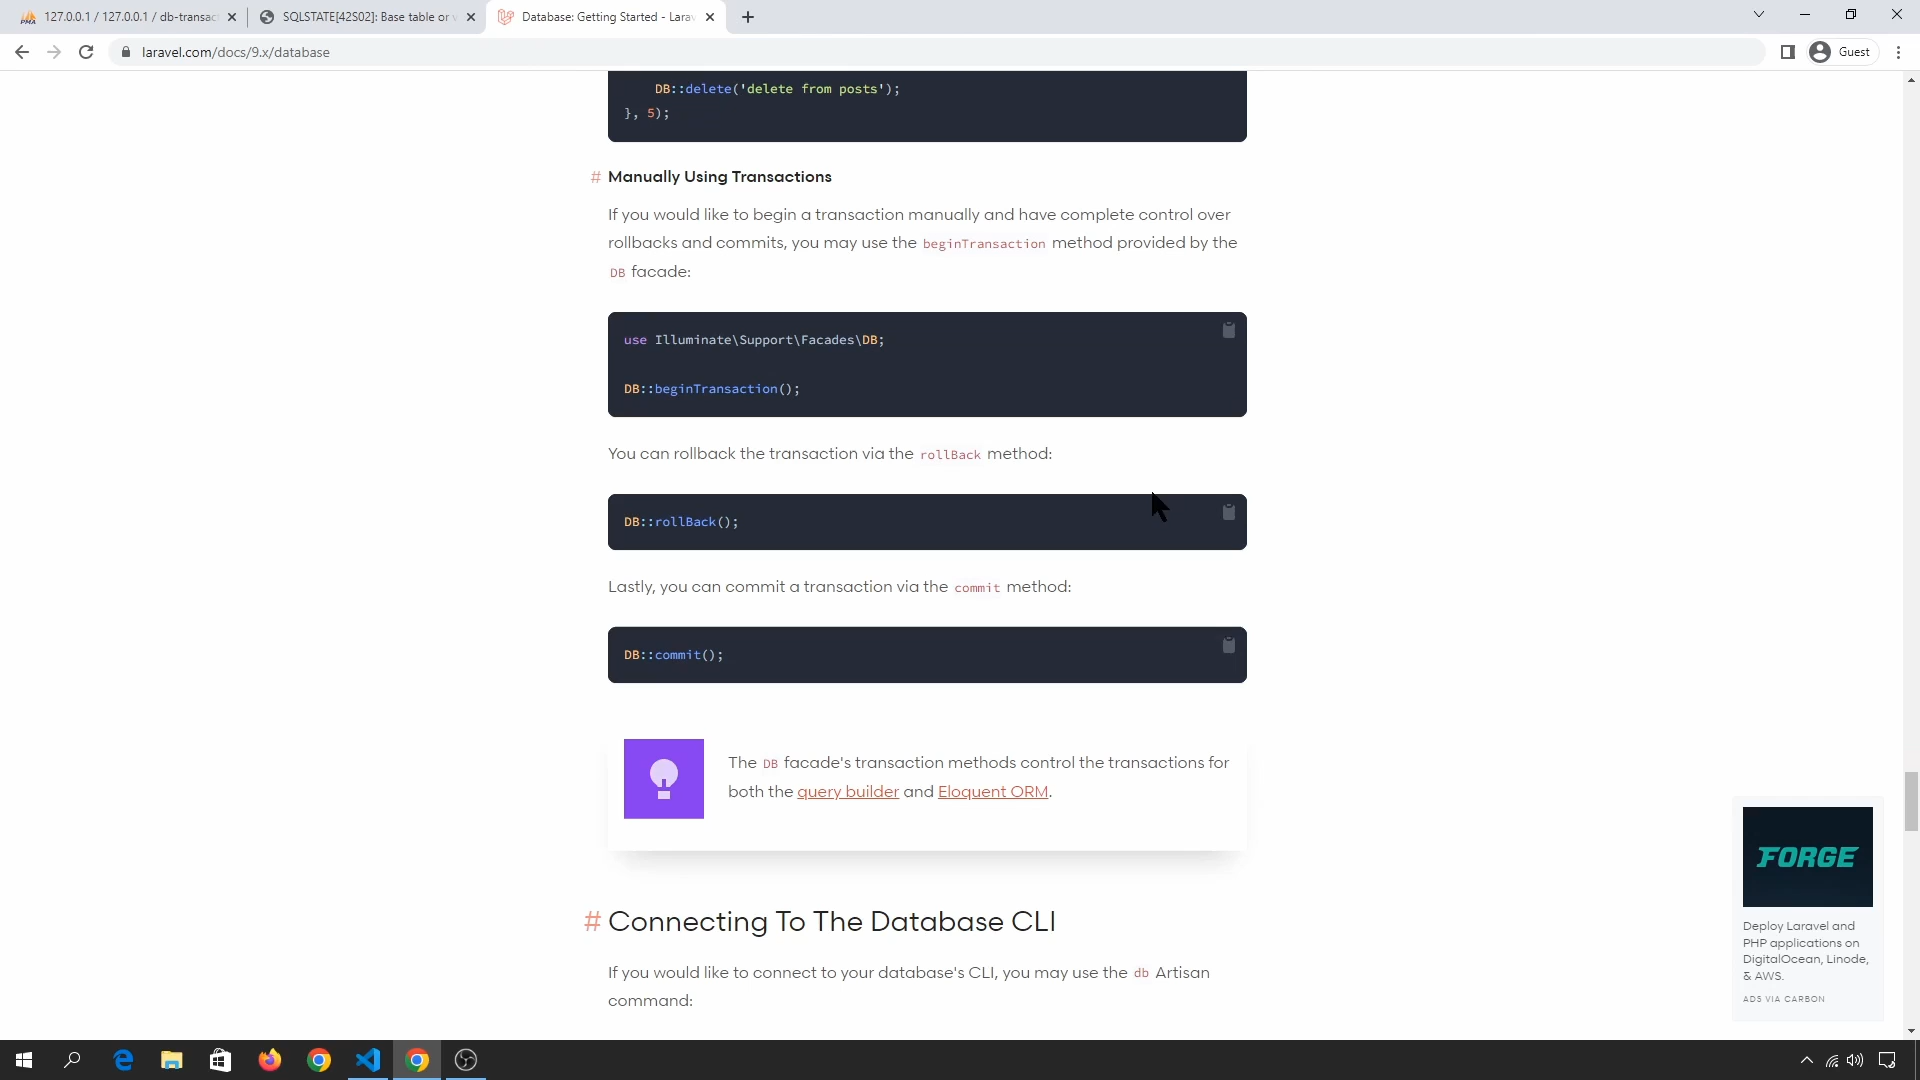 127.0.0.1 / 127.0.0.1 / db-transac
SQLSTATE[42S02]: Base table or v
Database: Getting Started - Larav
laravel.com/docs/9.x/database
Guest
DB::delete('delete from posts');
}, 5);
# Manually Using Transactions
If you would like to begin a transaction manually and have complete control over
rollbacks and commits, you may use the beginTransaction method provided by the
DB facade:
use Illuminate\Support\Facades\DB;
DB::beginTransaction();
You can rollback the transaction via the rollBack method:
DB::rollBack();
Lastly, you can commit a transaction via the commit method:
DB::commit();
The DB facade's transaction methods control the transactions for
both the query builder and Eloquent ORM.
# Connecting To The Database CLI
If you would like to connect to your database's CLI, you may use the db Artisan
command:
FORGE
Deploy Laravel and
PHP applications on
DigitalOcean, Linode,
& AWS.
ADS VIA CARBON